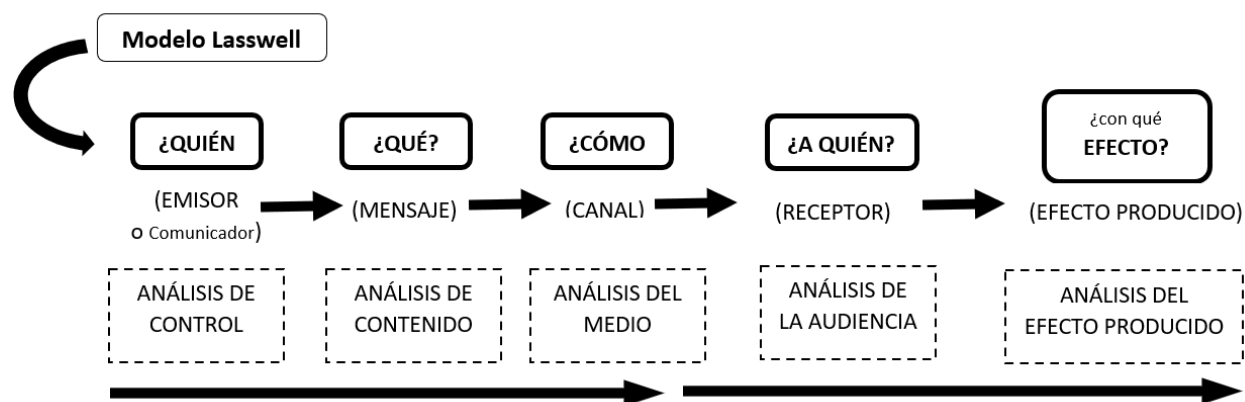 Modelo Lasswell
¿QUIÉN
¿QUÉ?
¿CÓMO
¿A QUIÉN?
¿con qué
EFECTO?
(EMISOR
o Comunicador)
(MENSAJE)
(CANAL)
(RECEPTOR)
(EFECTO PRODUCIDO)
ANÁLISIS DE
CONTROL
ANÁLISIS DE
CONTENIDO
ANÁLISIS DEL
MEDIO
ANÁLISIS DE
LA AUDIENCIA
ANÁLISIS DEL
EFECTO PRODUCIDO